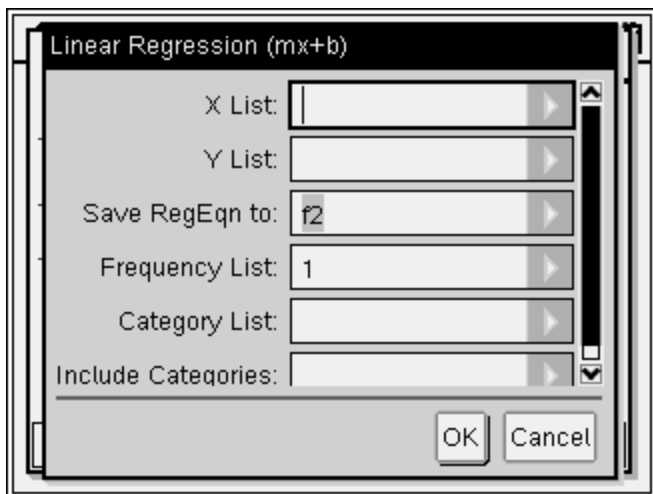 Linear Regression (mx+b)
X List:
Y List:
Save RegEqn to: f2
Frequency List: 1
Category List:
Include Categories:
OK Cancel